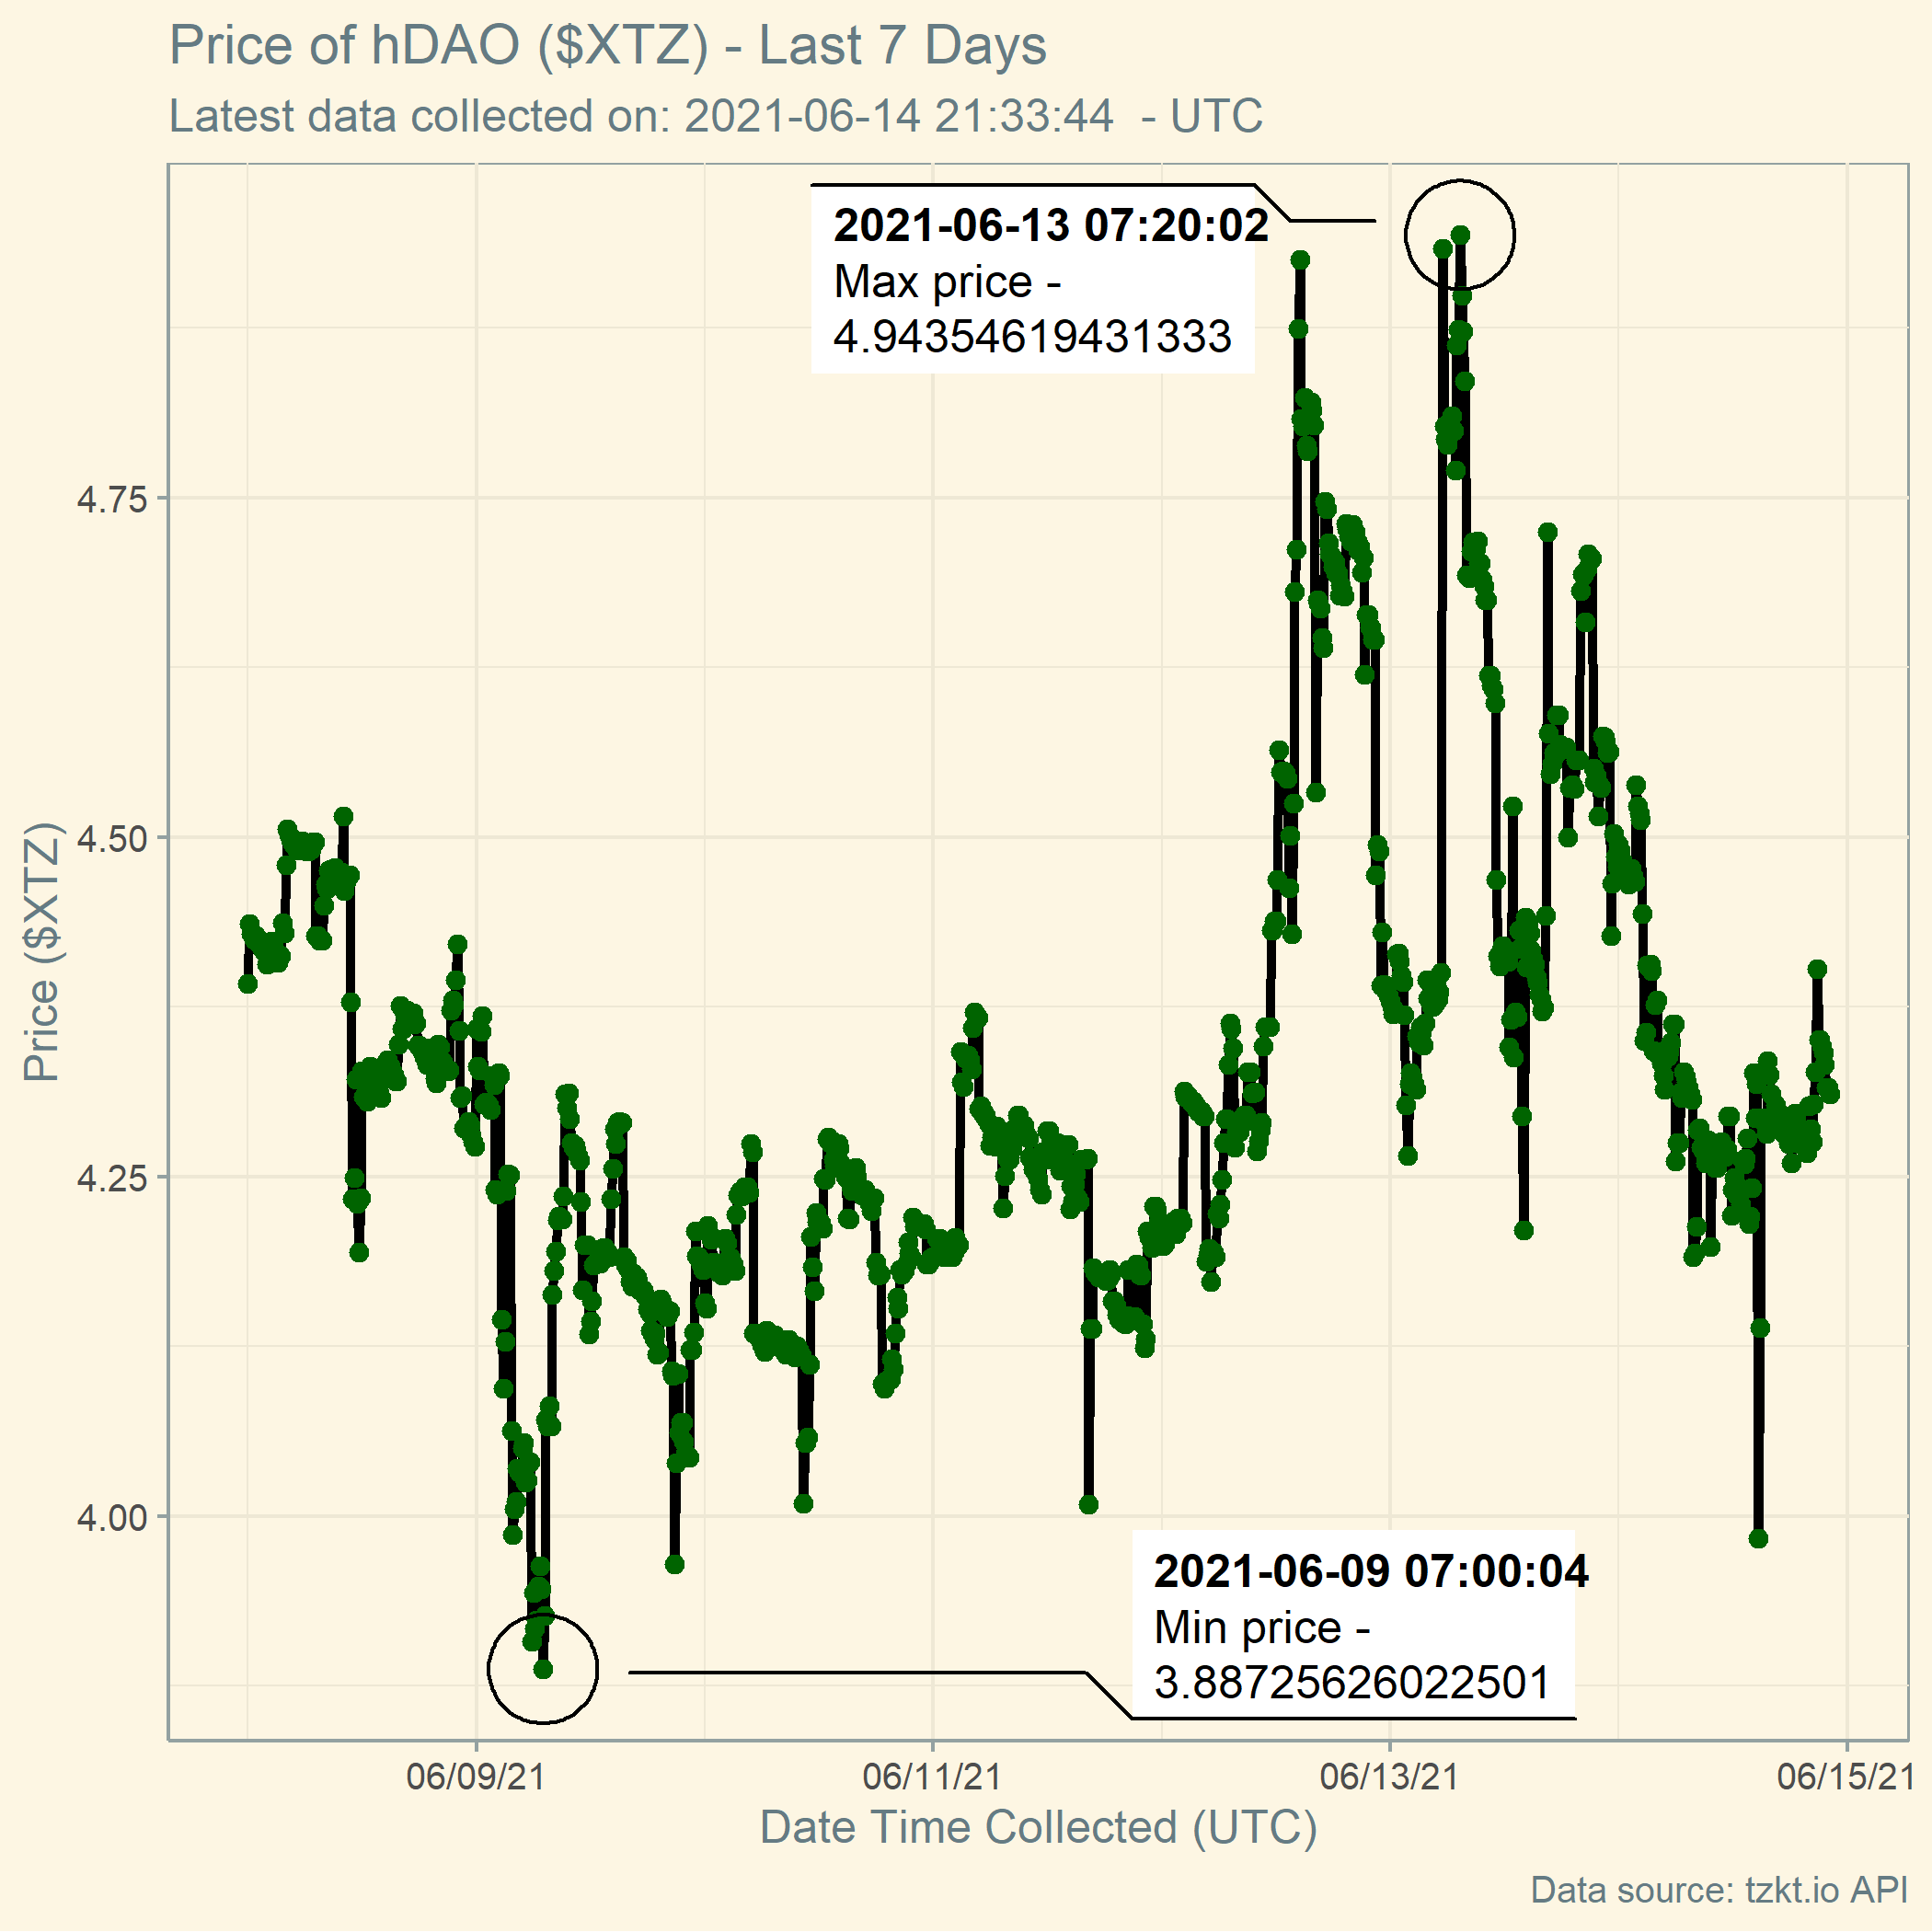 Price of hDAO ($XTZ) - Last 7 Days
Latest data collected on: 2021-06-14 21:33:44  - UTC
2021-06-13 07:20:02
Max price -
4.94354619431333
4.75
4.50
4.25
4.00
Price ($XTZ)
2021-06-09 07:00:04
Min price -
3.88725626022501
06/09/21
06/11/21
06/13/21
06/15/21
Date Time Collected (UTC)
Data source: tzkt.io API